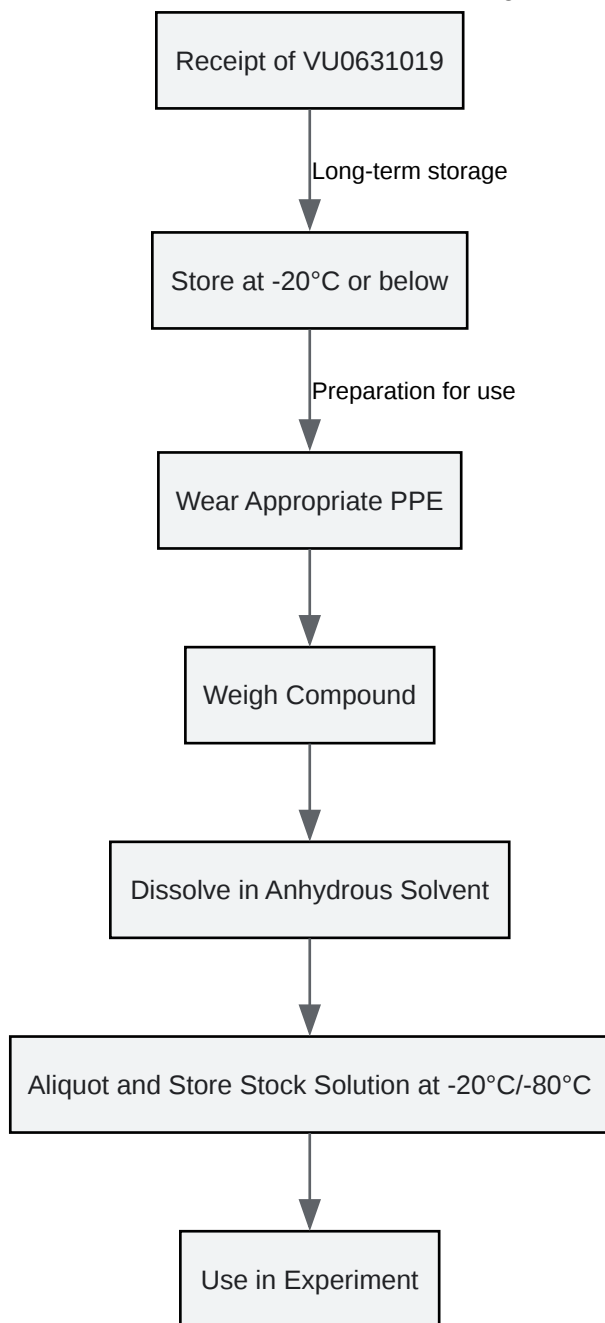 Receipt of VU0631019
Long-term storage
Store at -20°C or below
Preparation for use
Wear Appropriate PPE
Weigh Compound
Dissolve in Anhydrous Solvent
Aliquot and Store Stock Solution at -20°C/-80°C
Use in Experiment